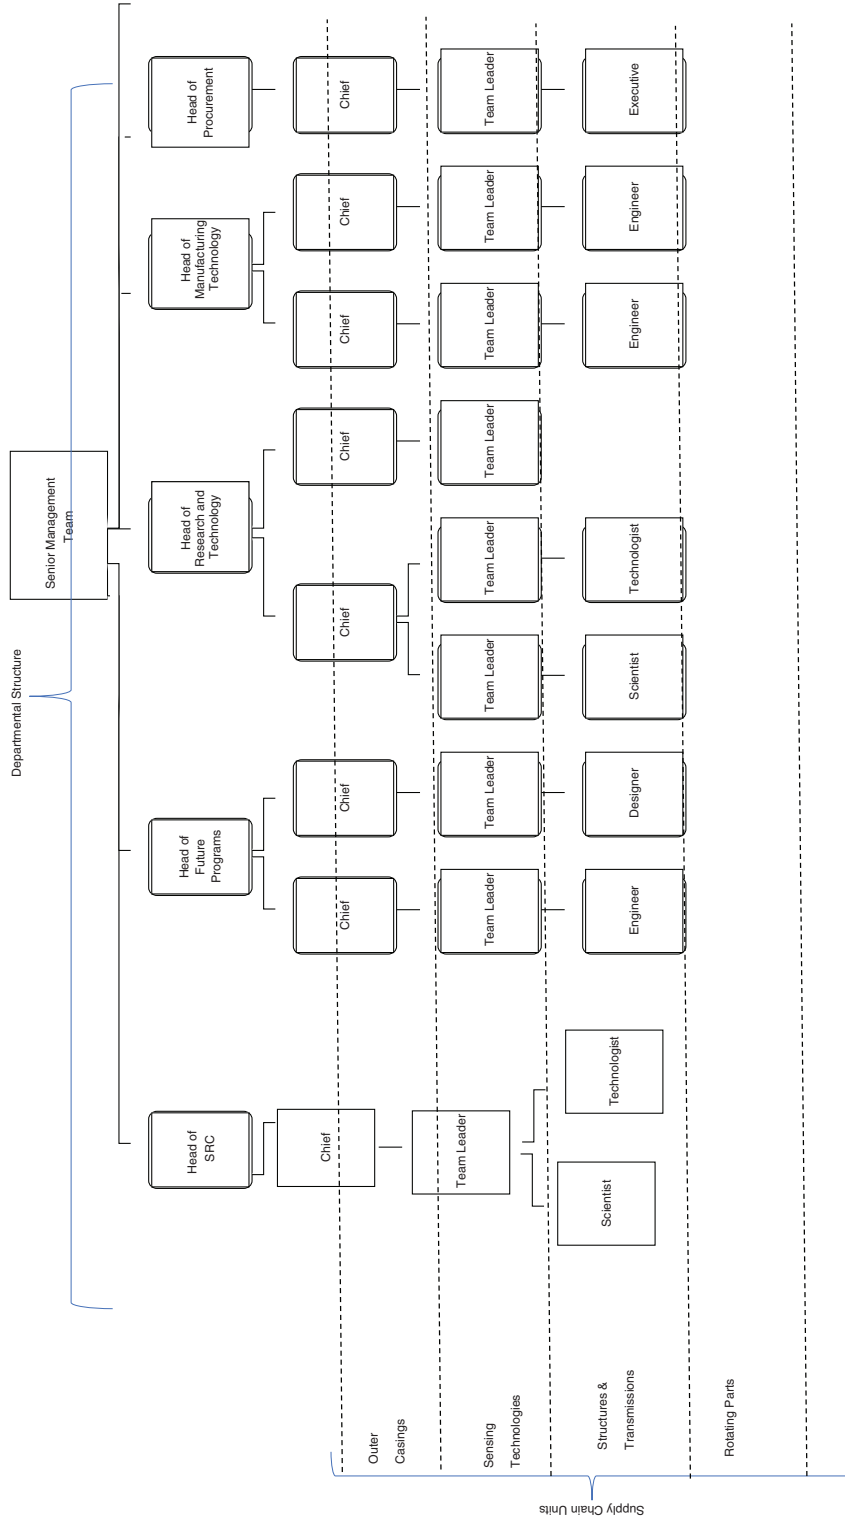 Departmental Structure
Senior Management
Team
Head of
SRC
Head of
Future
Programs
Head of
Research and
Technology
Head of
Manufacturing
Technology
Head of
Procurement
Supply Chain Units
Outer
Casings
Chief
Chief
Chief
Chief
Chief
Chief
Chief
Chief
Sensing
Technologies
Team Leader
Team Leader
Team Leader
Team Leader
Team Leader
Team Leader
Team Leader
Team Leader
Team Leader
Structures &
Transmissions
Scientist
Technologist
Engineer
Designer
Scientist
Technologist
Engineer
Engineer
Executive
Rotating Parts